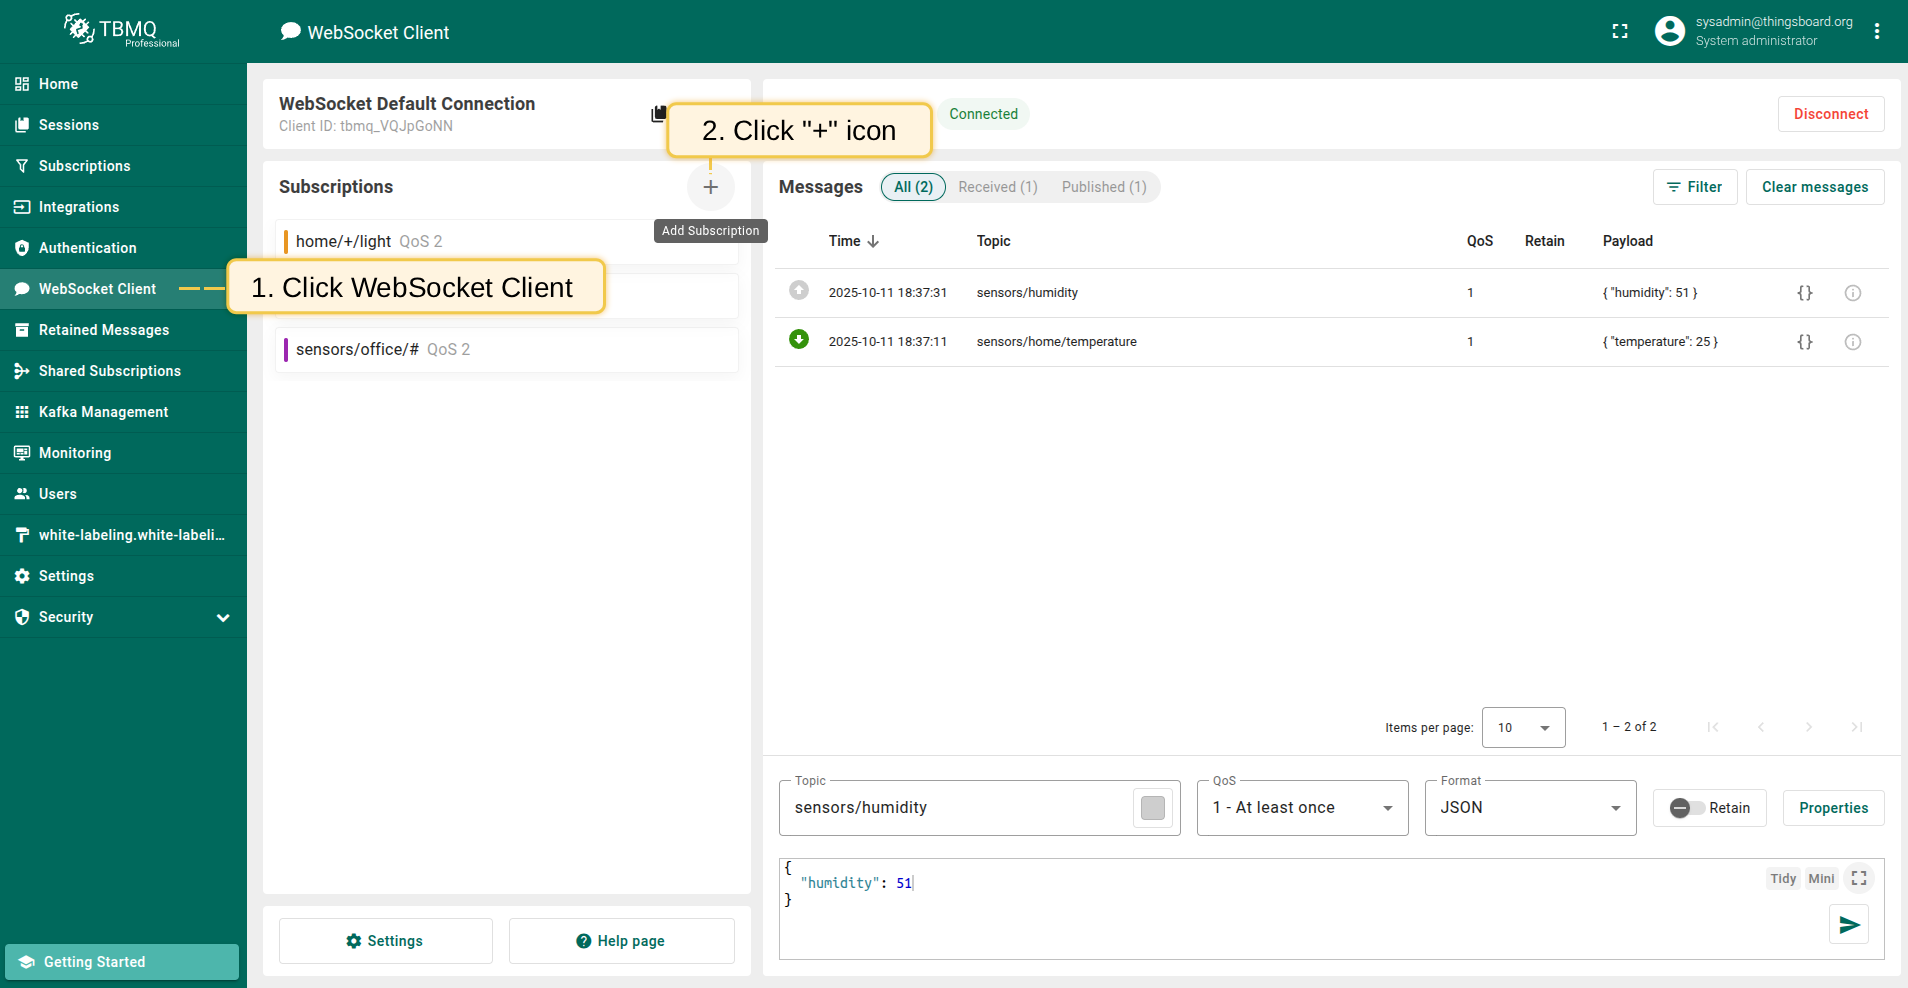 TBMQ
Professional
WebSocket Client
sysadmin@thingsboard.org
System administrator
Home
Sessions
Subscriptions
Integrations
Authentication
WebSocket Client
Retained Messages
Shared Subscriptions
Kafka Management
Monitoring
Users
white-labeling.white-labeli...
Settings
Security
Getting Started
WebSocket Default Connection
Client ID: tbmq_VQJpGoNN
2. Click "+" icon
Connected
Disconnect
Subscriptions
+
Add Subscription
home/+/light QoS 2
1. Click WebSocket Client
sensors/office/# QoS 2
Settings
Help page
Messages
All (2)
Received (1)
Published (1)
Filter
Clear messages
Time Topic QoS Retain Payload
2025-10-11 18:37:31 sensors/humidity 1 { "humidity": 51 } {}
2025-10-11 18:37:11 sensors/home/temperature 1 { "temperature": 25 } {}
Items per page: 10 1 – 2 of 2
Topic
sensors/humidity
QoS
1 - At least once
Format
JSON
Retain
Properties
{
"humidity": 51
}
Tidy
Mini